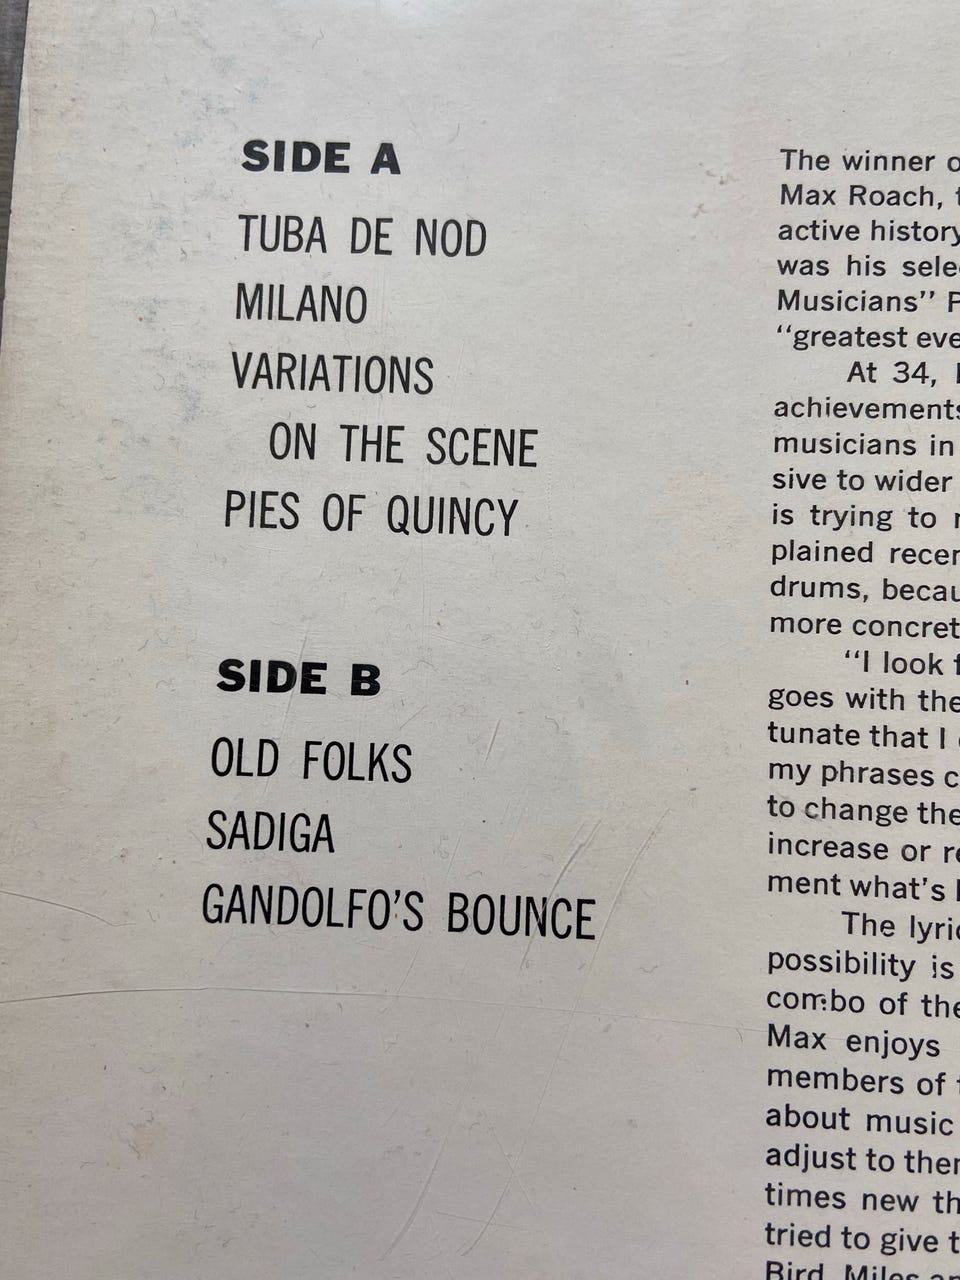 SIDE A
TUBA DE NOD
MILANO
VARIATIONS
ON THE SCENE
PIES OF QUINCY
SIDE B
OLD FOLKS
SADIGA
GANDOLFO'S BOUNCE
The winner
Max Roach,
active history
was his
Musicians"
"greatest
At 34,
achievements
musicians in
sive to wider
is trying to
plained
drums,
more
"I look
goes with the
tunate that I
my phrases
to change the
increase or
ment what's
The
possibility is
combo of the
Max enjoys
members of
about music
adjust to
times new
tried to give
Bird, Miles